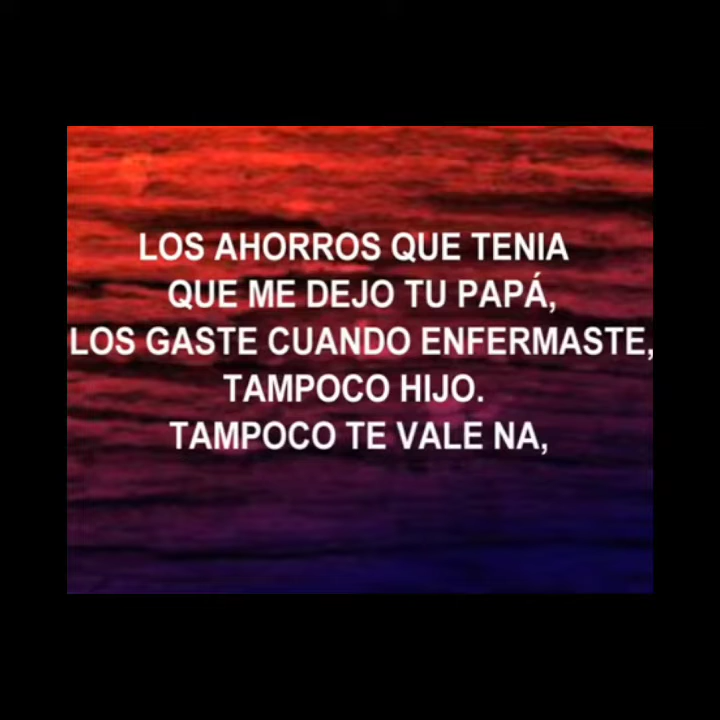 LOS AHORROS QUE TENIA
QUE ME DEJO TU PAPÁ,
LOS GASTE CUANDO ENFERMASTE,
TAMPOCO HIJO.
TAMPOCO TE VALE NA,